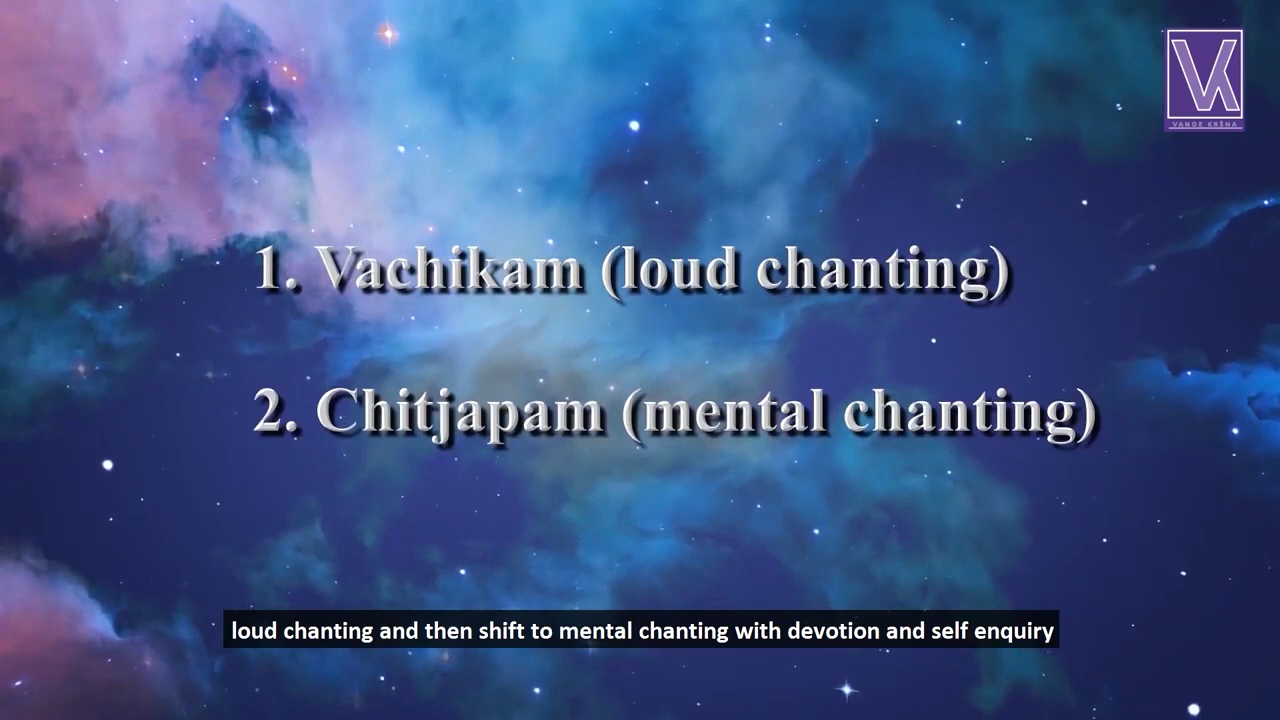 VK
VANDE KRSNA
1. Vachikam (loud chanting)
2. Chitjapam (mental chanting)
loud chanting and then shift to mental chanting with devotion and self enquiry